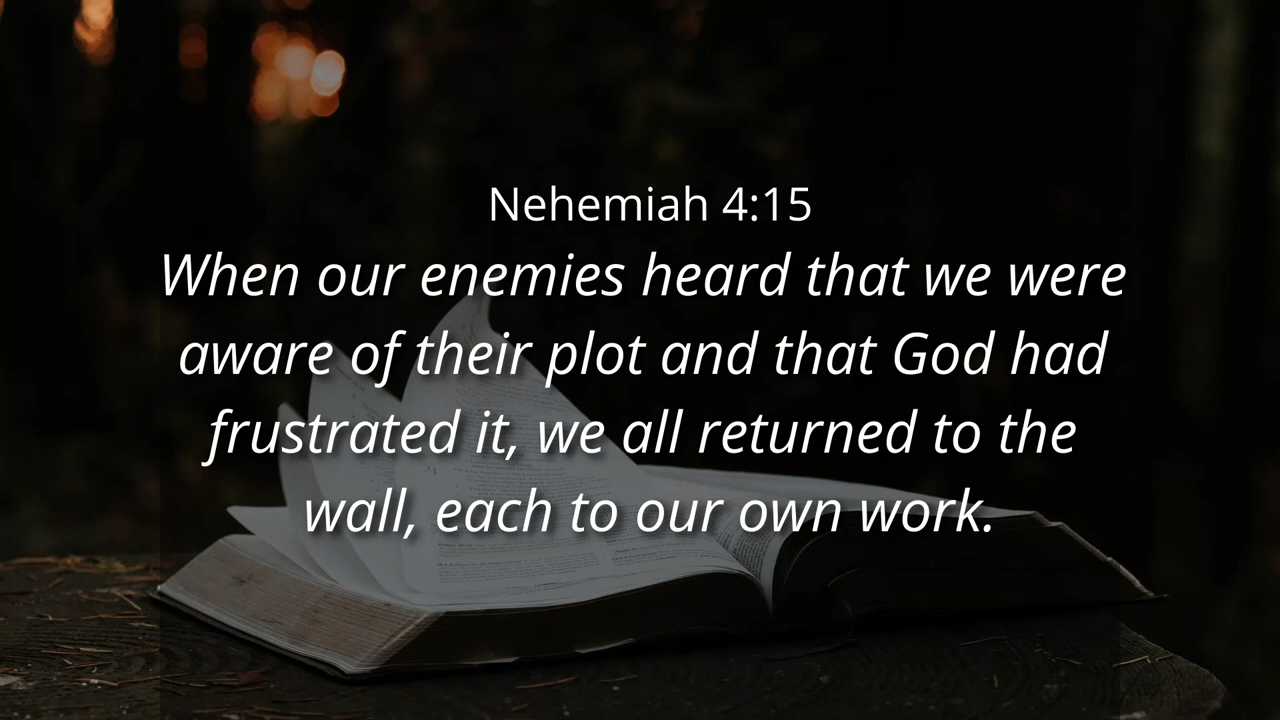 Nehemiah 4:15
When our enemies heard that we were
aware of their plot and that God had
frustrated it, we all returned to the
wall, each to our own work.